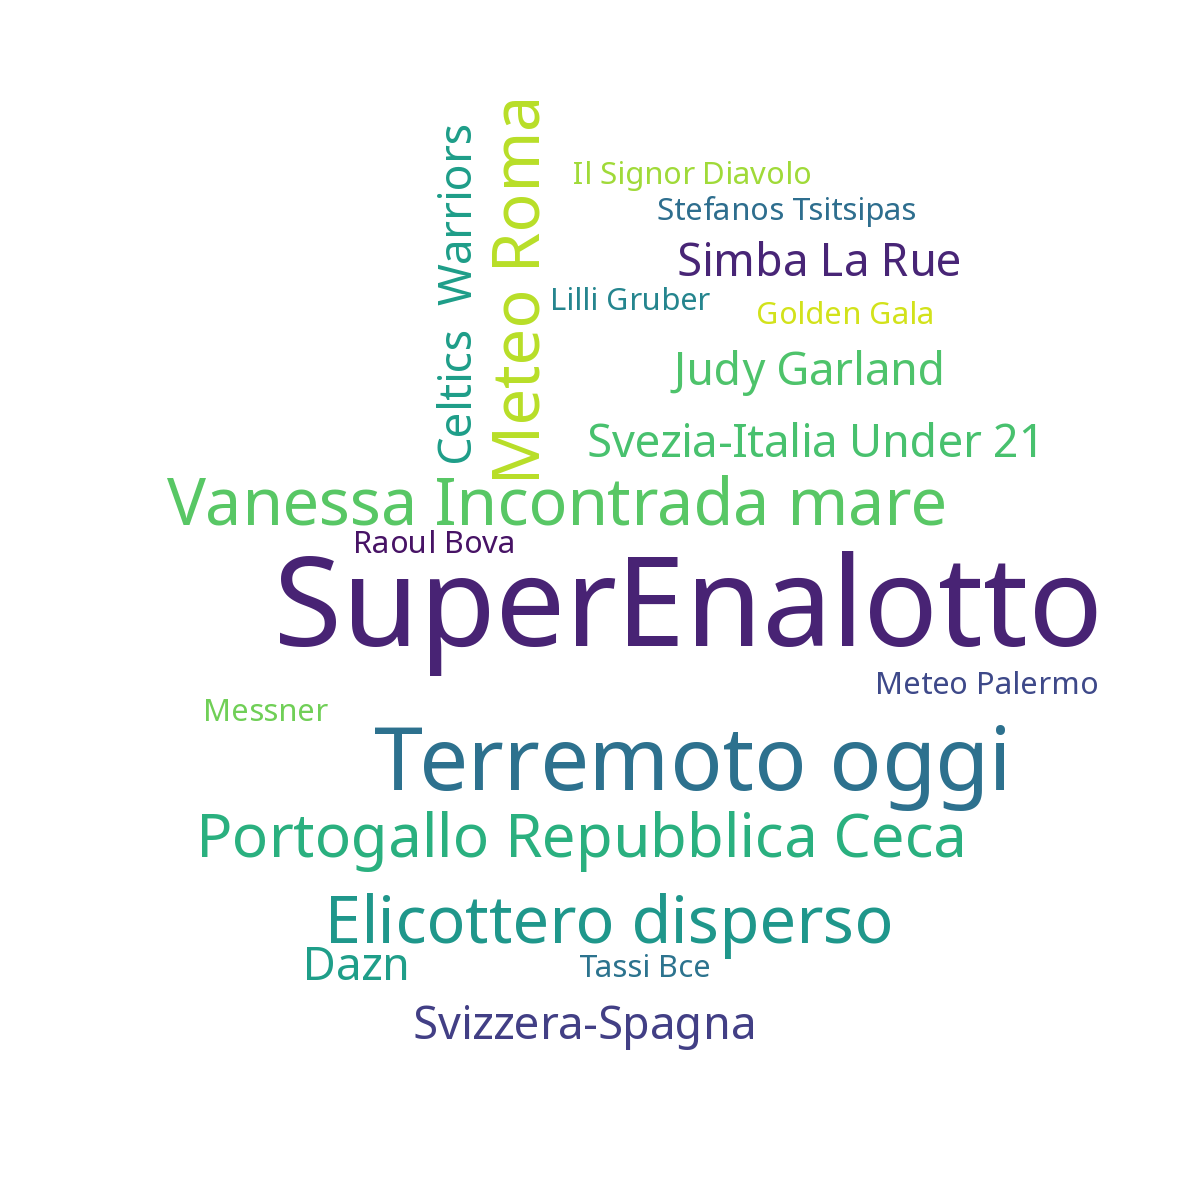 Celtics Warriors
Meteo Roma
Il Signor Diavolo
Stefanos Tsitsipas
Simba La Rue
Lilli Gruber
Golden Gala
Judy Garland
Svezia-Italia Under 21
Vanessa Incontrada mare
Raoul Bova
SuperEnalotto
Meteo Palermo
Messner
Terremoto oggi
Portogallo Repubblica Ceca
Elicottero disperso
Dazn
Tassi Bce
Svizzera-Spagna